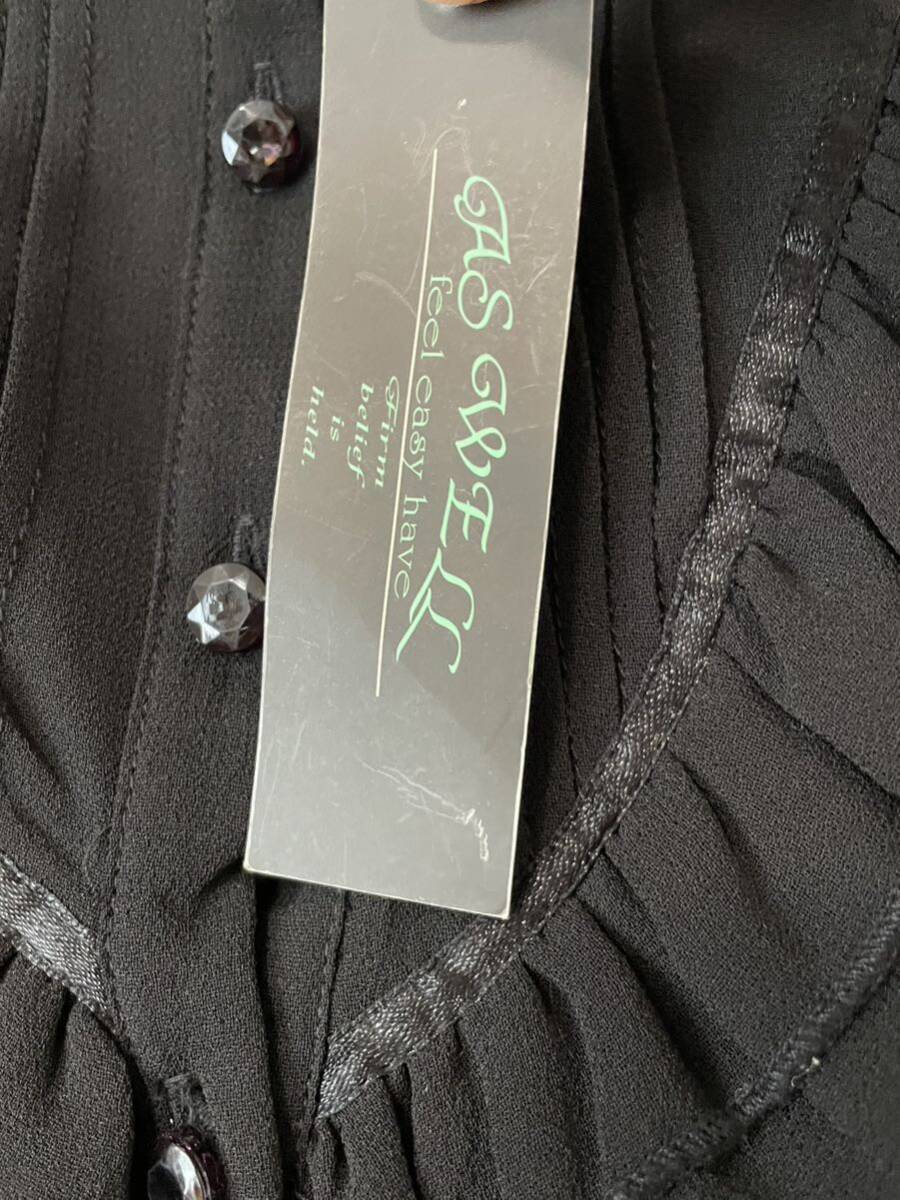 AS WELL
feel easy have
Firm
belief
is
held.